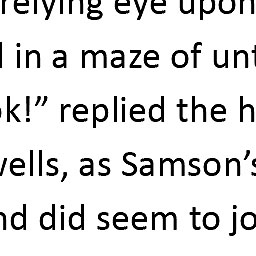 relying eye upon
in a maze of unt
ok!” replied the h
wells, as Samson’s
nd did seem to jo